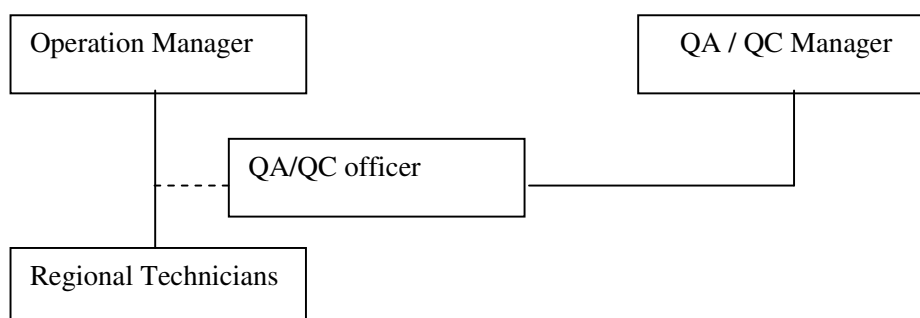 Operation Manager
QA / QC Manager
QA/QC officer
Regional Technicians